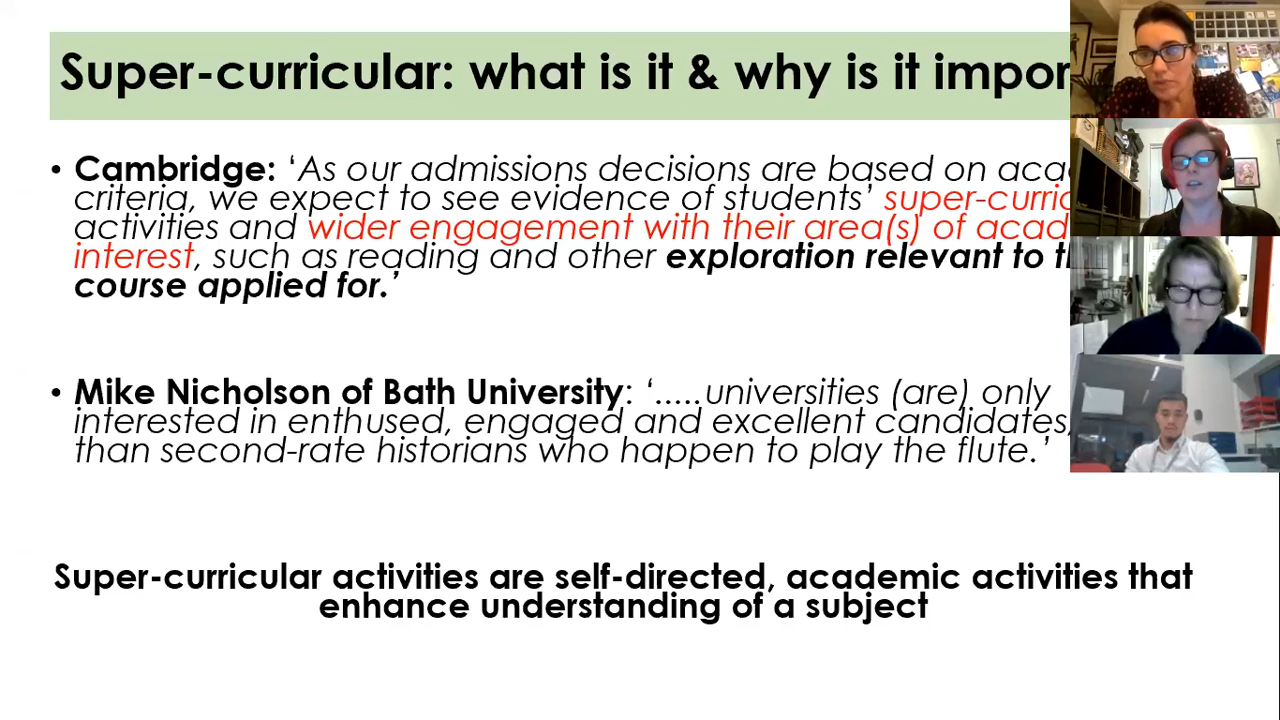 Super-curricular: what is it & why is it impor
• Cambridge: ‘As our admissions decisions are based on aca
criteria, we expect to see evidence of students’ super-curric
activities and wider engagement with their area(s) of acad
interest, such as reading and other exploration relevant to th
course applied for.’
• Mike Nicholson of Bath University: ‘.....universities (are) only
interested in enthused, engaged and excellent candidates,
than second-rate historians who happen to play the flute.’
Super-curricular activities are self-directed, academic activities that
enhance understanding of a subject